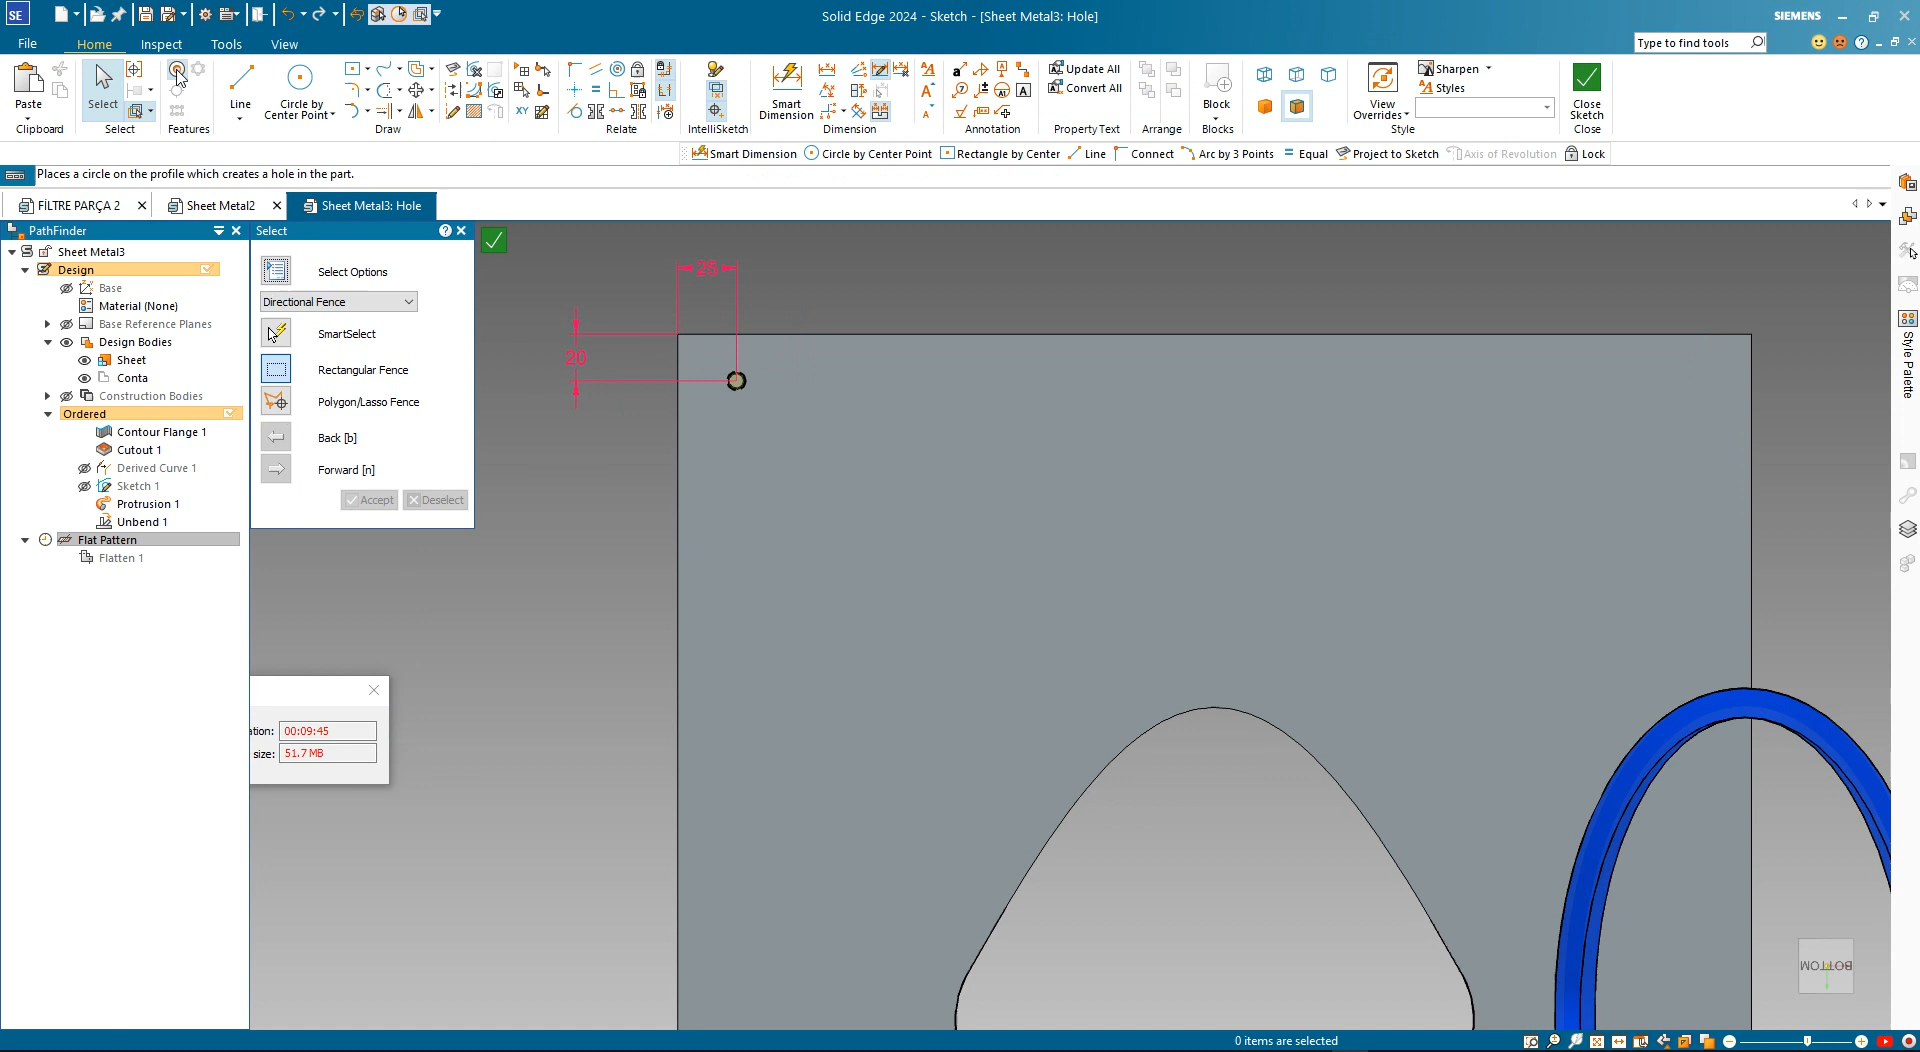 SE
Solid Edge 2024 - Sketch - [Sheet Metal3: Hole]
SIEMENS
File
Home
Inspect
Tools
View
Type to find tools
Paste
Select
Line
Circle by
Center Point
Smart
Dimension
Update All
Convert All
Block
View
Overrides
Sharpen
Styles
Close
Sketch
Clipboard
Select
Features
Draw
Relate
IntelliSketch
Dimension
Annotation
PropertyText
Arrange
Blocks
Style
Close
Smart Dimension
Circle by Center Point
Rectangle by Center
Line
Connect
Arc by 3 Points
Equal
Project to Sketch
Axis of Revolution
Lock
Places a circle on the profile which creates a hole in the part.
FİLTRE PARÇA 2
Sheet Metal2
Sheet Metal3: Hole
PathFinder
Sheet Metal3
Design
Base
Material (None)
Base Reference Planes
Design Bodies
Sheet
Conta
Construction Bodies
Ordered
Contour Flange 1
Cutout 1
Derived Curve 1
Sketch 1
Protrusion 1
Unbend 1
Flat Pattern
Flatten 1
Select
Select Options
Directional Fence
SmartSelect
Rectangular Fence
Polygon/Lasso Fence
Back [b]
Forward [n]
Accept
Deselect
ation: 00:09:45
size: 51.7 MB
25
20
Style Palette
BOTTOM
0 items are selected